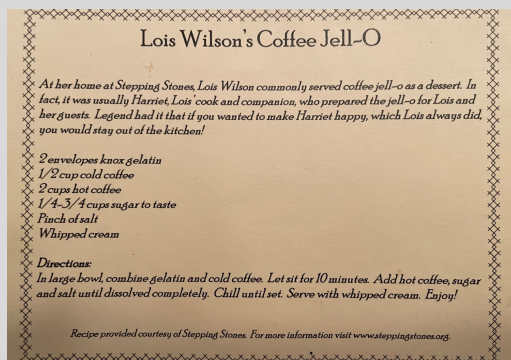 Lois Wilson's Coffee Jell-O
At her home at Stepping Stones, Lois Wilson commonly served coffee jell-o as a dessert. In
fact, it was usually Harriet, Lois' cook and companion, who prepared the jell-o for Lois and
her guests. Legend had it that if you wanted to make Harriet happy, which Lois always did,
you would stay out of the kitchen!
2 envelopes knox gelatin
1/2 cup cold coffee
2 cups hot coffee
1/4-3/4 cups sugar to taste
Pinch of salt
Whipped cream
Directions:
In large bowl, combine gelatin and cold coffee. Let sit for 10 minutes. Add hot coffee, sugar
and salt until dissolved completely. Chill until set. Serve with whipped cream. Enjoy!
Recipe provided courtesy of Stepping Stones. For more information visit www.steppingstones.org.